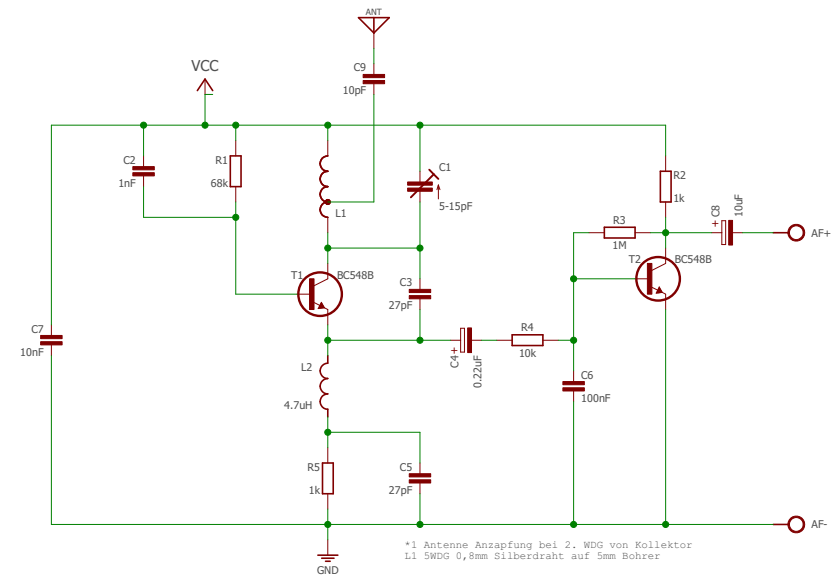 ANT
C9
10pF
VCC
C2
1nF
R1
68k
L1
C1
5-15pF
R2
1k
C8
+
10uF
R3
1M
AF+
T1
BC548B
T2
BC548B
C3
27pF
C7
10nF
C4
+
0.22uF
R4
10k
L2
4.7uH
C6
100nF
R5
1k
C5
27pF
AF-
GND
*1 Antenne Anzapfung bei 2. WDG von Kollektor
L1 5WDG 0,8mm Silberdraht auf 5mm Bohrer